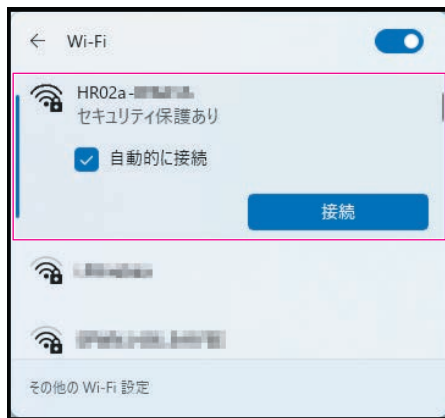 Wi-Fi
HR02a-
セキュリティ保護あり
自動的に接続
接続
その他の Wi-Fi 設定